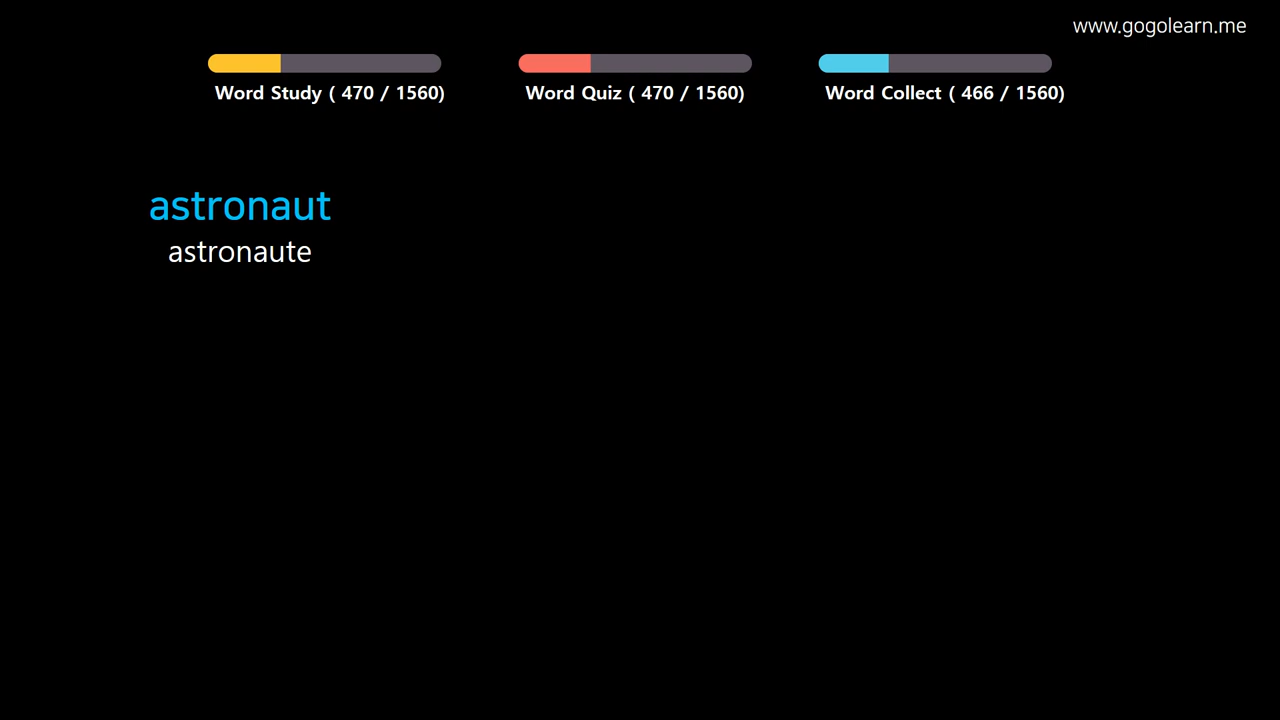 www.gogolearn.me
Word Study ( 470 / 1560)
Word Quiz ( 470 / 1560)
Word Collect ( 466 / 1560)
astronaut
astronaute